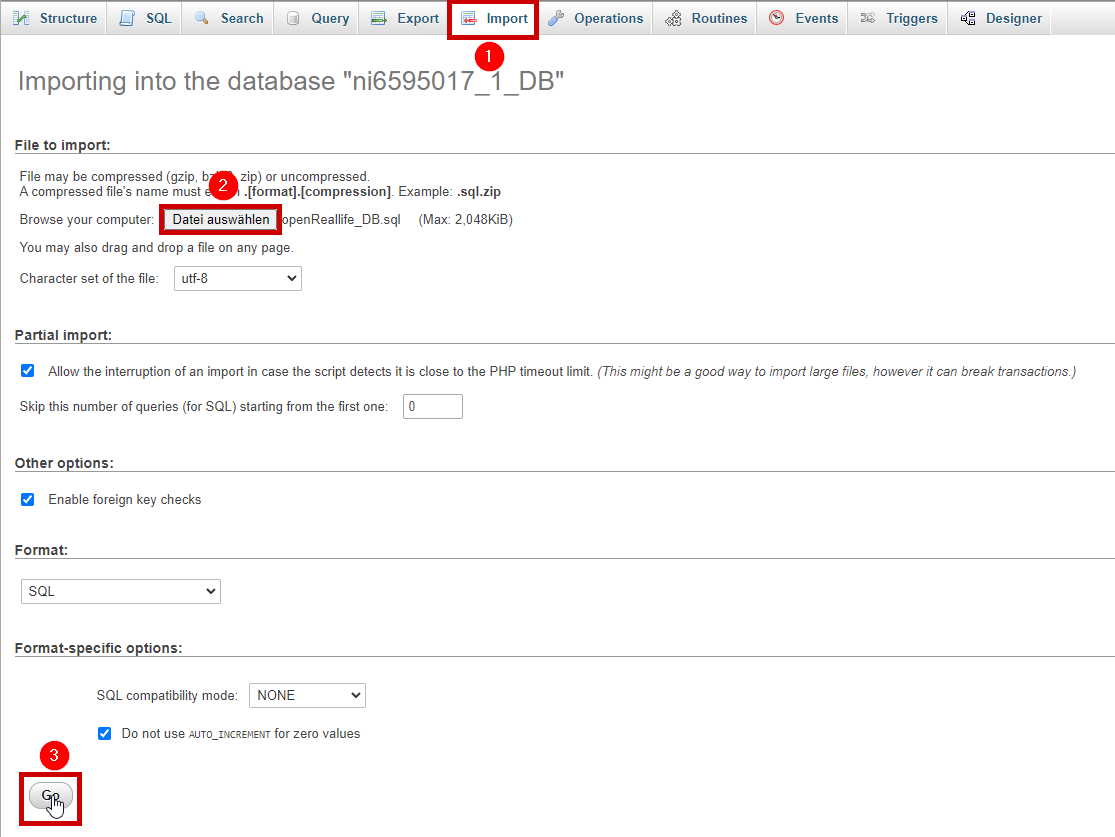 Structure SQL Search Query Export Import Operations Routines Events Triggers Designer
1
Importing into the database "ni6595017_1_DB"
File to import:
File may be compressed (gzip, zip) or uncompressed.
2
A compressed file's name must .[format].[compression]. Example: .sql.zip
Browse your computer: Datei auswählen openReallife_DB.sql (Max: 2,048KiB)
You may also drag and drop a file on any page.
Character set of the file: utf-8
Partial import:
Allow the interruption of an import in case the script detects it is close to the PHP timeout limit. (This might be a good way to import large files, however it can break transactions.)
Skip this number of queries (for SQL) starting from the first one: 0
Other options:
Enable foreign key checks
Format:
SQL
Format-specific options:
SQL compatibility mode: NONE
Do not use AUTO_INCREMENT for zero values
3
Go